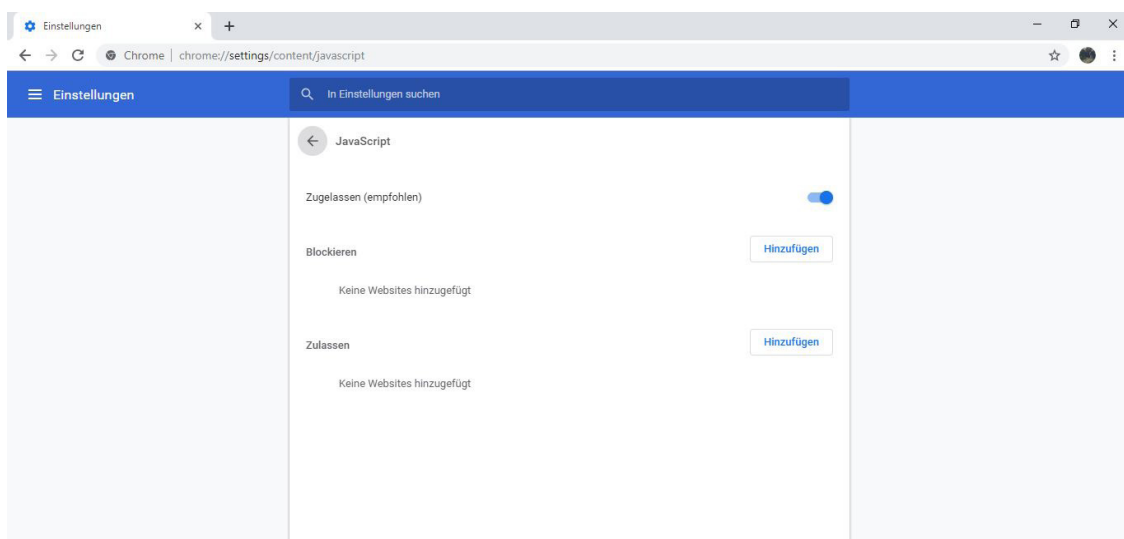 Einstellungen
Chrome | chrome://settings/content/javascript
Einstellungen
In Einstellungen suchen
JavaScript
Zugelassen (empfohlen)
Blockieren
Hinzufügen
Keine Websites hinzugefügt
Zulassen
Hinzufügen
Keine Websites hinzugefügt